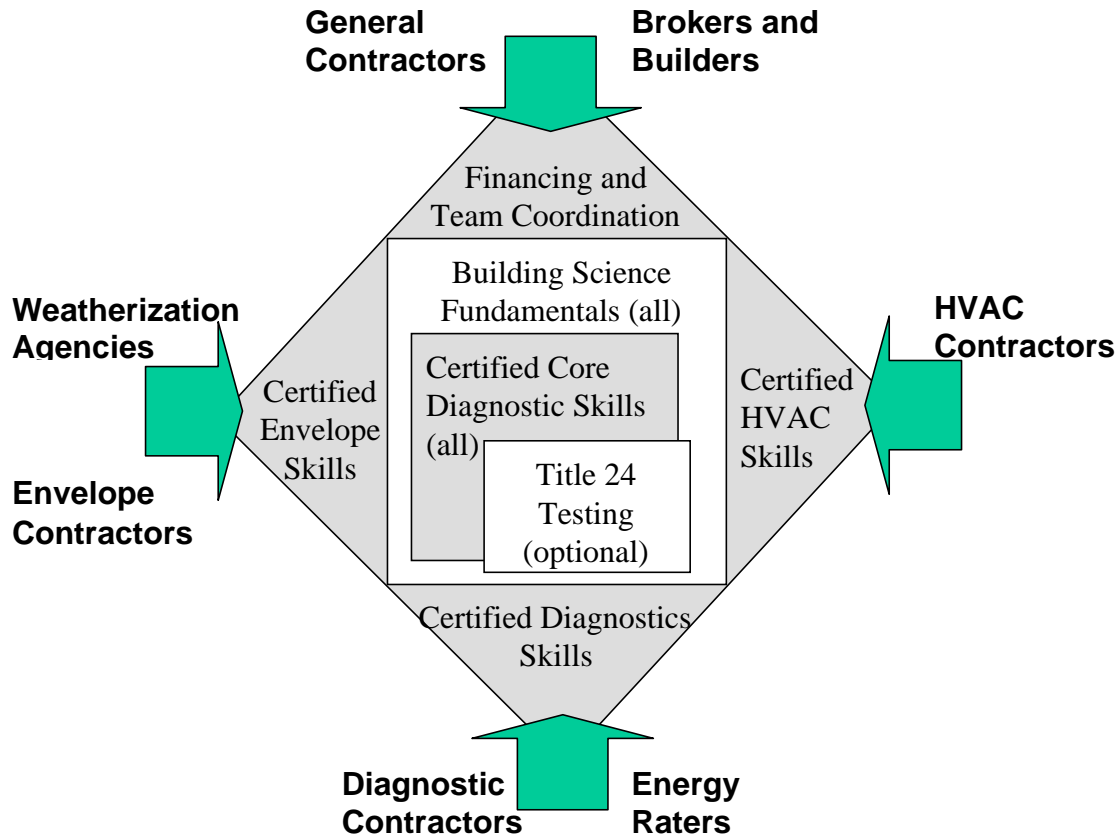 General
Contractors
Brokers and
Builders
Financing and
Team Coordination
Building Science
Fundamentals (all)
Weatherization
Agencies
HVAC
Contractors
Certified Core
Diagnostic Skills
(all)
Certified
Envelope
Skills
Certified
HVAC
Skills
Title 24
Testing
(optional)
Envelope
Contractors
Certified Diagnostics
Skills
Diagnostic
Contractors
Energy
Raters